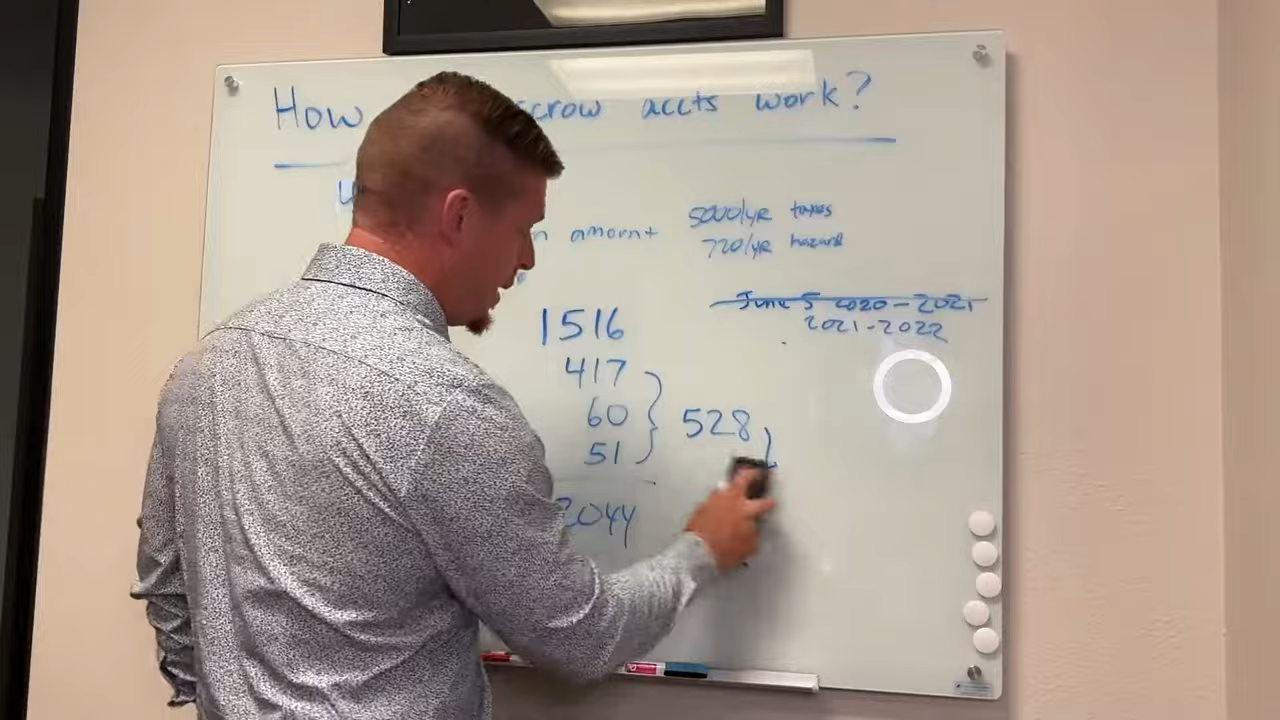 How scrow accts work?
n amount 5000/yr taxes
720/yr hazard
June 5 2020-2021
2021-2022
1516
417
60 528
51
2044